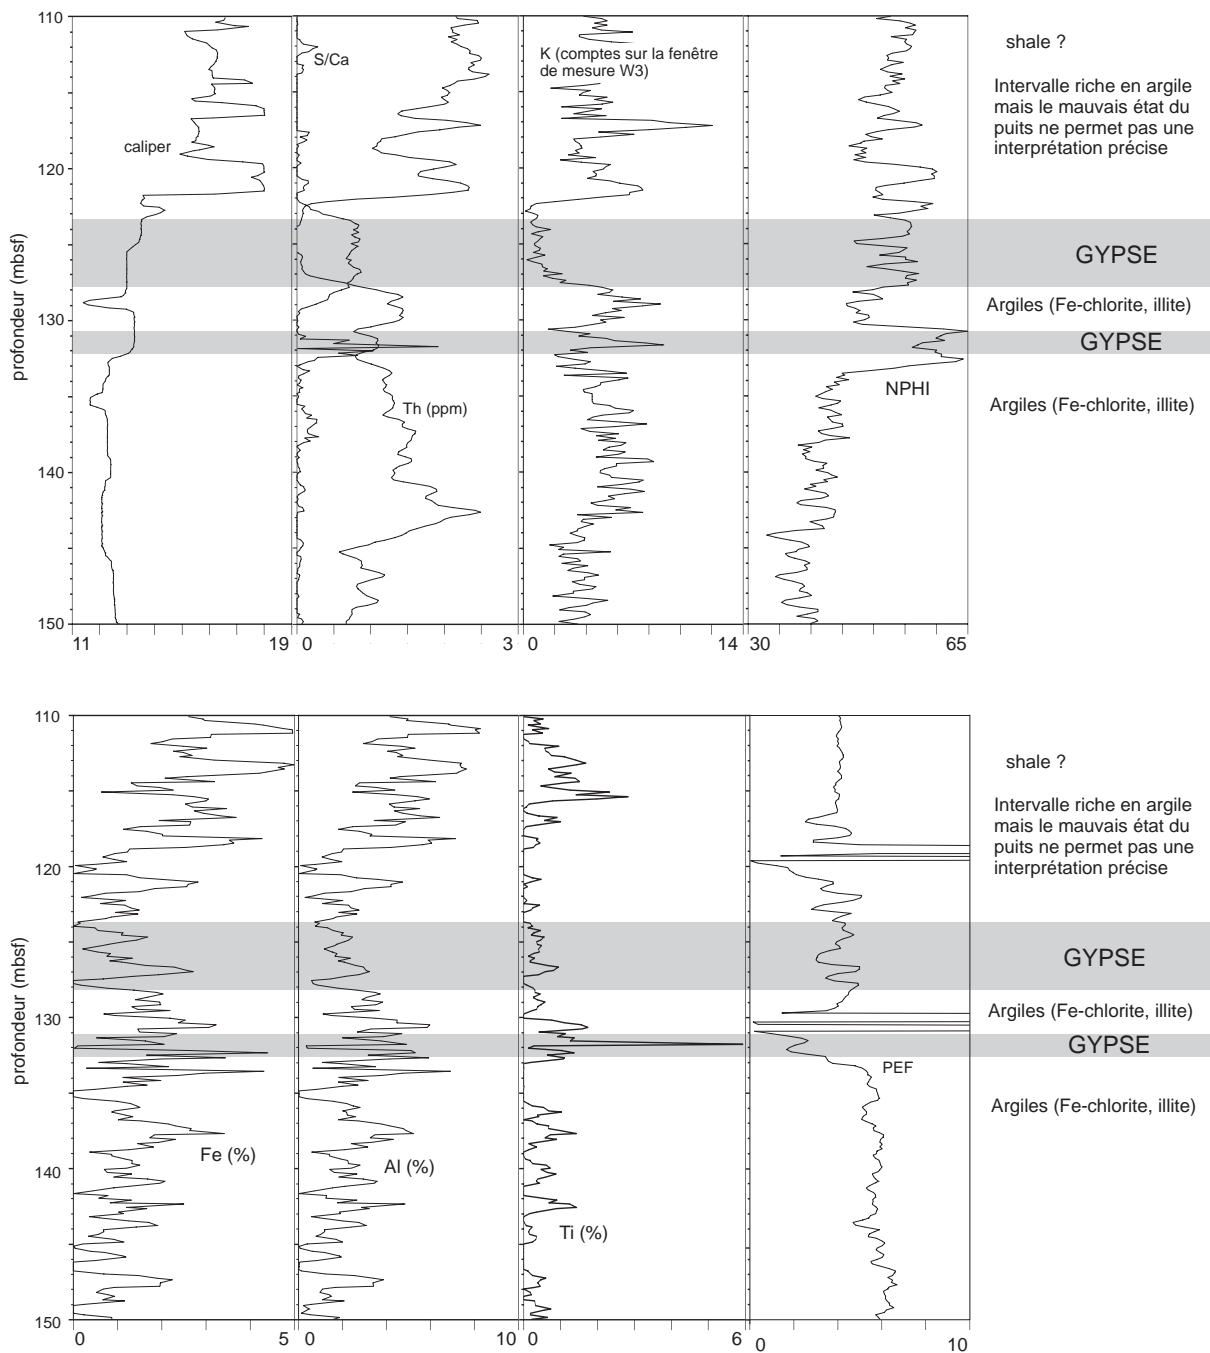 110
S/Ca
K (comptes sur la fenêtre
de mesure W3)
shale ?
Intervalle riche en argile
mais le mauvais état du
puits ne permet pas une
interprétation précise
caliper
120
GYPSE
Argiles (Fe-chlorite, illite)
130
GYPSE
NPHI
Th (ppm)
Argiles (Fe-chlorite, illite)
140
150
profondeur (mbsf)
11 19 0 3 0 14 30 65
110
shale ?
Intervalle riche en argile
mais le mauvais état du
puits ne permet pas une
interprétation précise
120
GYPSE
Argiles (Fe-chlorite, illite)
130
GYPSE
PEF
Argiles (Fe-chlorite, illite)
140
Fe (%)
Al (%)
Ti (%)
150
profondeur (mbsf)
0 5 0 10 0 6 0 10